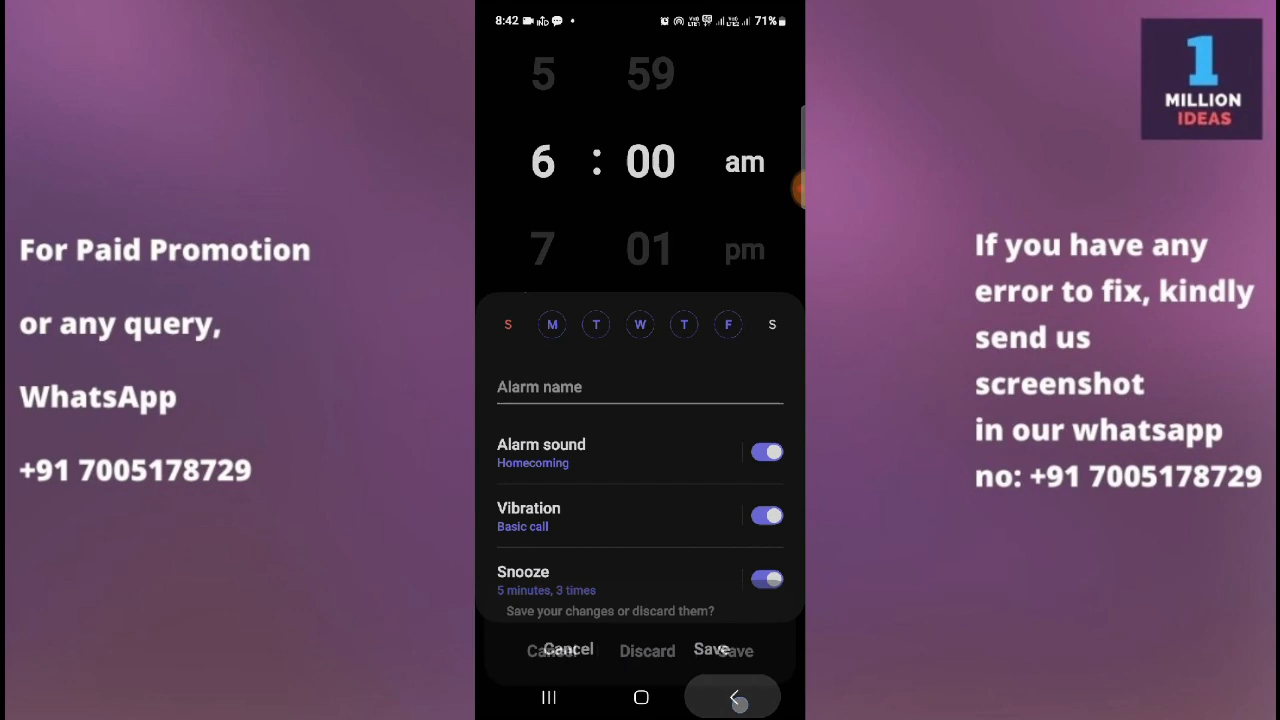 For Paid Promotion
or any query,
WhatsApp
+91 7005178729
8:42
71%
5 59
6 : 00 am
7 01 pm
S M T W T F S
Alarm name
Alarm sound
Homecoming
Vibration
Basic call
Snooze
5 minutes, 3 times
Save your changes or discard them?
Cancel Save
Cancel Discard Save
1
MILLION
IDEAS
If you have any
error to fix, kindly
send us
screenshot
in our whatsapp
no: +91 7005178729